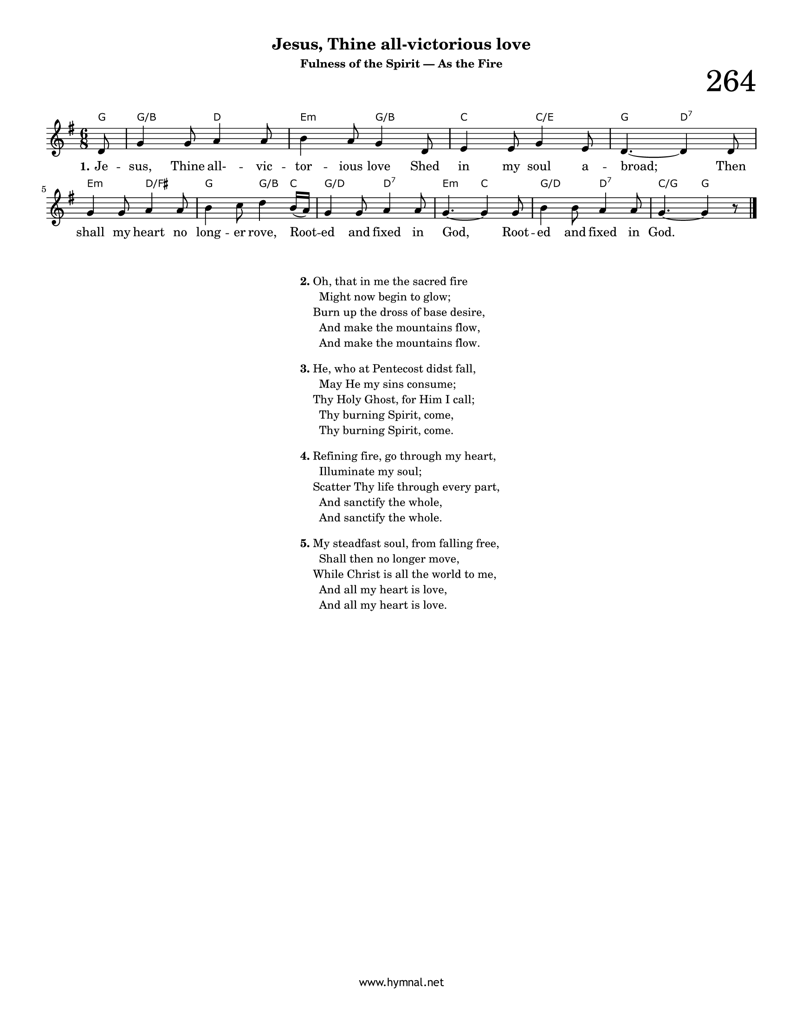 Jesus, Thine all-victorious love
Fulness of the Spirit — As the Fire
264
G G/B D Em G/B C C/E G D7
1. Je - sus, Thine all- - vic - tor - ious love Shed in my soul a - broad; Then
5 Em D/F♯ G G/B C G/D D7 Em C G/D D7 C/G G
shall my heart no long - er rove, Root-ed and fixed in God, Root-ed and fixed in God.
2. Oh, that in me the sacred fire
Might now begin to glow;
Burn up the dross of base desire,
And make the mountains flow,
And make the mountains flow.
3. He, who at Pentecost didst fall,
May He my sins consume;
Thy Holy Ghost, for Him I call;
Thy burning Spirit, come,
Thy burning Spirit, come.
4. Refining fire, go through my heart,
Illuminate my soul;
Scatter Thy life through every part,
And sanctify the whole,
And sanctify the whole.
5. My steadfast soul, from falling free,
Shall then no longer move,
While Christ is all the world to me,
And all my heart is love,
And all my heart is love.
www.hymnal.net